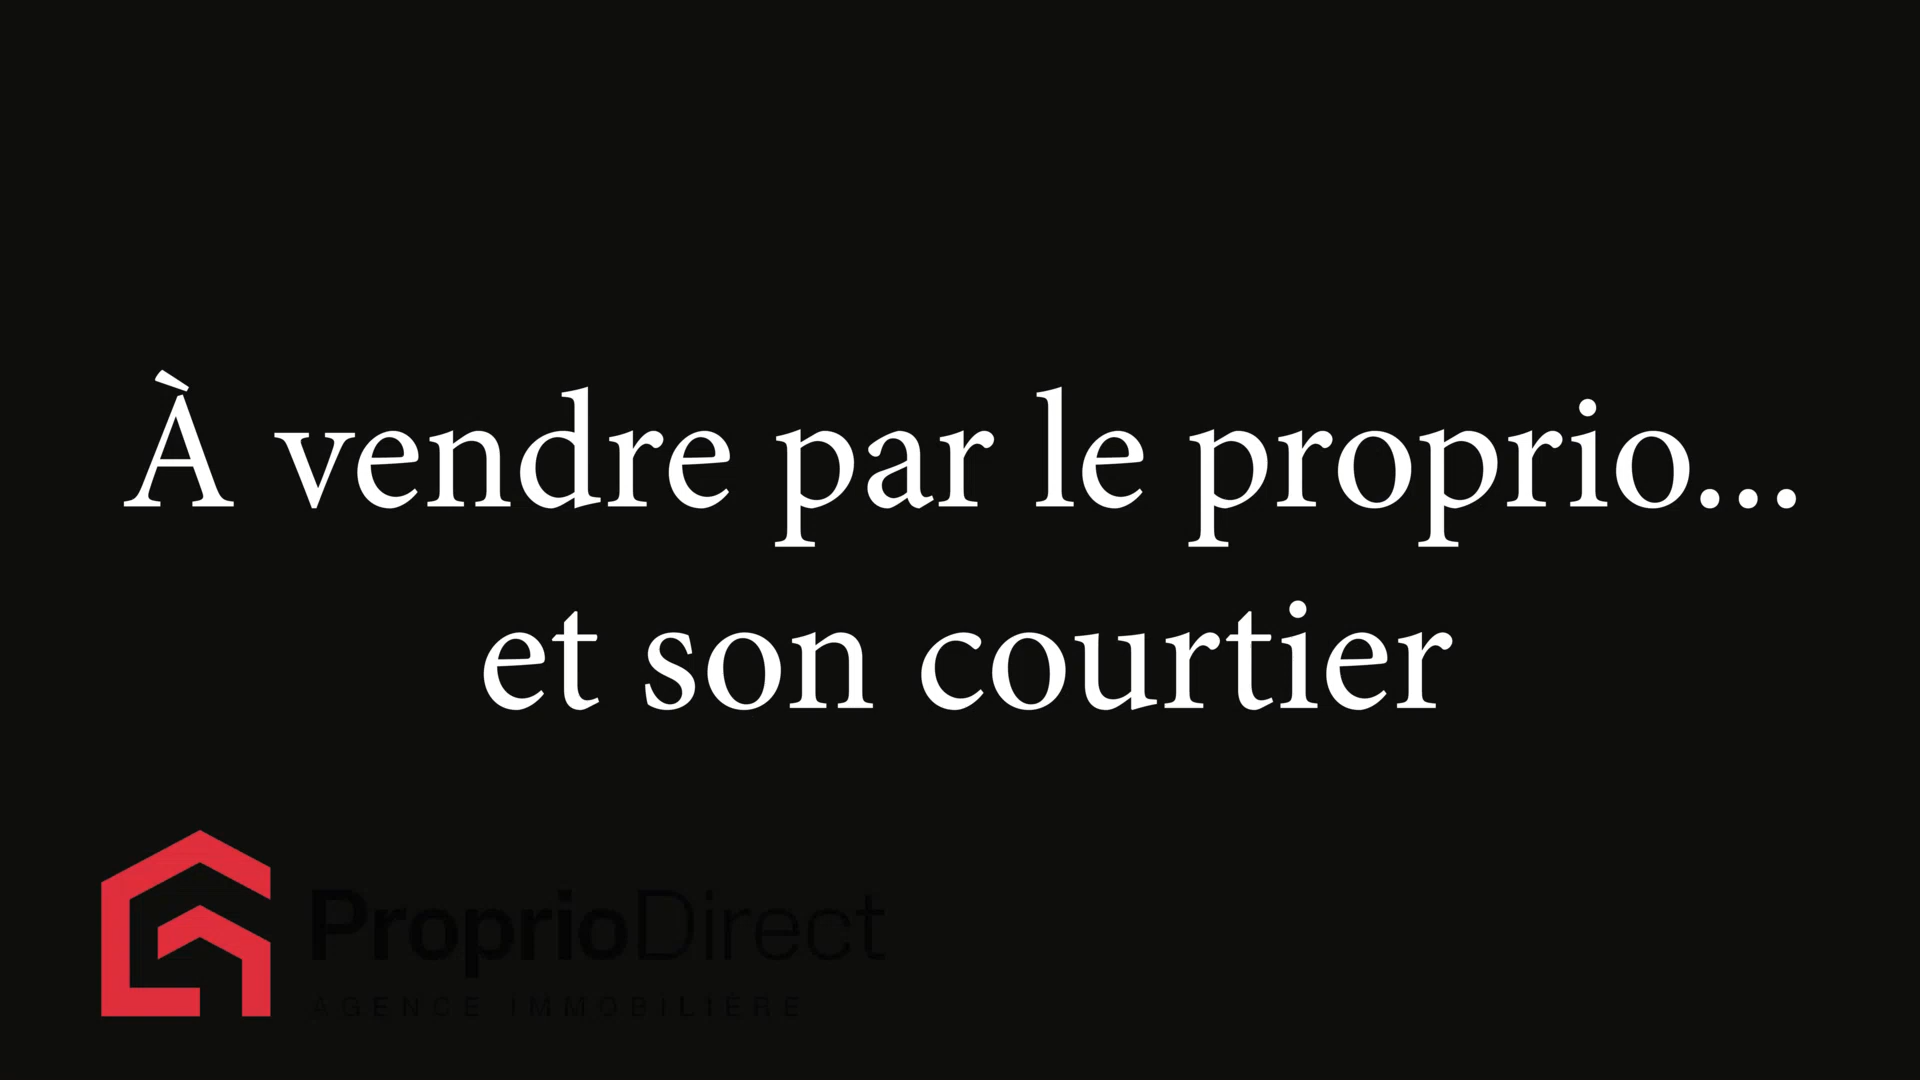 À vendre par le proprio...
et son courtier
ProprioDirect
AGENCE IMMOBILIÈRE